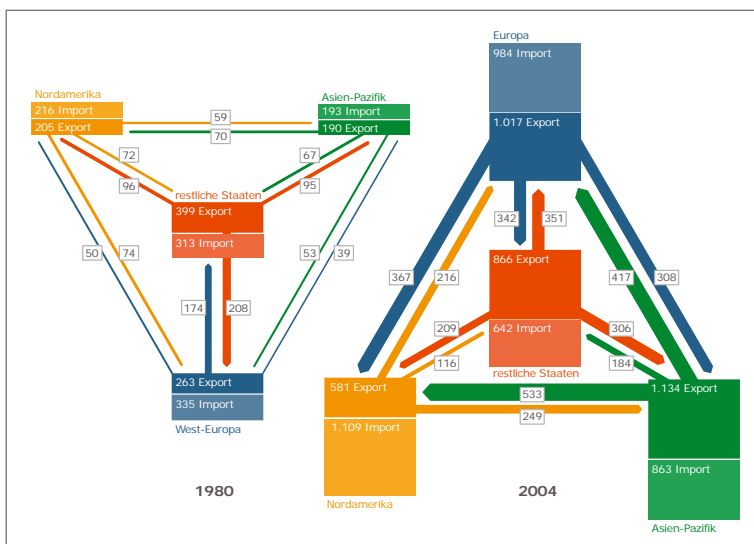 Europa
984 Import
1.017 Export
Nordamerika
216 Import
205 Export
Asien-Pazifik
193 Import
190 Export
59
70
72
96
67
95
restliche Staaten
399 Export
313 Import
50
74
53
39
174
208
263 Export
335 Import
West-Europa
1980
342
351
367
216
417
308
866 Export
642 Import
restliche Staaten
209
116
306
184
581 Export
1.109 Import
Nordamerika
533
249
1.134 Export
863 Import
Asien-Pazifik
2004